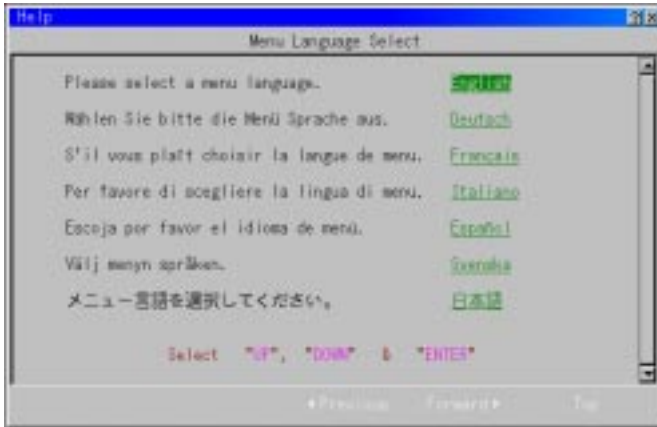 Help
Menu Language Select
Please select a menu language. English
Wählen Sie bitte die Menü Sprache aus. Deutsch
S'il vous plaît choisir la langue de menu. Français
Per favore di scegliere la lingua di menu. Italiano
Escoja por favor el idioma de menú. Español
Välj menyn språken. Svenska
メニュー言語を選択してください。 日本語
Select "UP", "DOWN" & "ENTER"
◄Previous Forward► Top